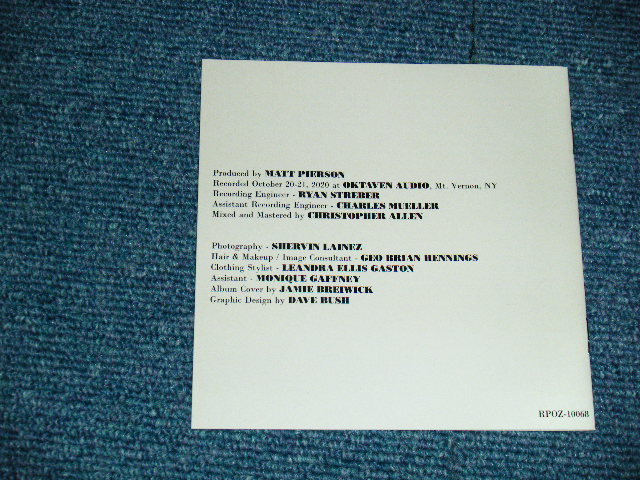 Produced by MATT PIERSON
Recorded October 20-21, 2020 at OKTAVEN AUDIO, Mt. Vernon, NY
Recording Engineer - RYAN STREBER
Assistant Recording Engineer - CHARLES MUELLER
Mixed and Mastered by CHRISTOPHER ALLEN
Photography - SHERVIN LAINEZ
Hair & Makeup / Image Consultant - GEO BRIAN HENNINGS
Clothing Stylist - LEANDRA ELLIS GASTON
Assistant - MONIQUE GAFFNEY
Album Cover by JAMIE BREIWICK
Graphic Design by DAVE BUSH
RPOZ-10068